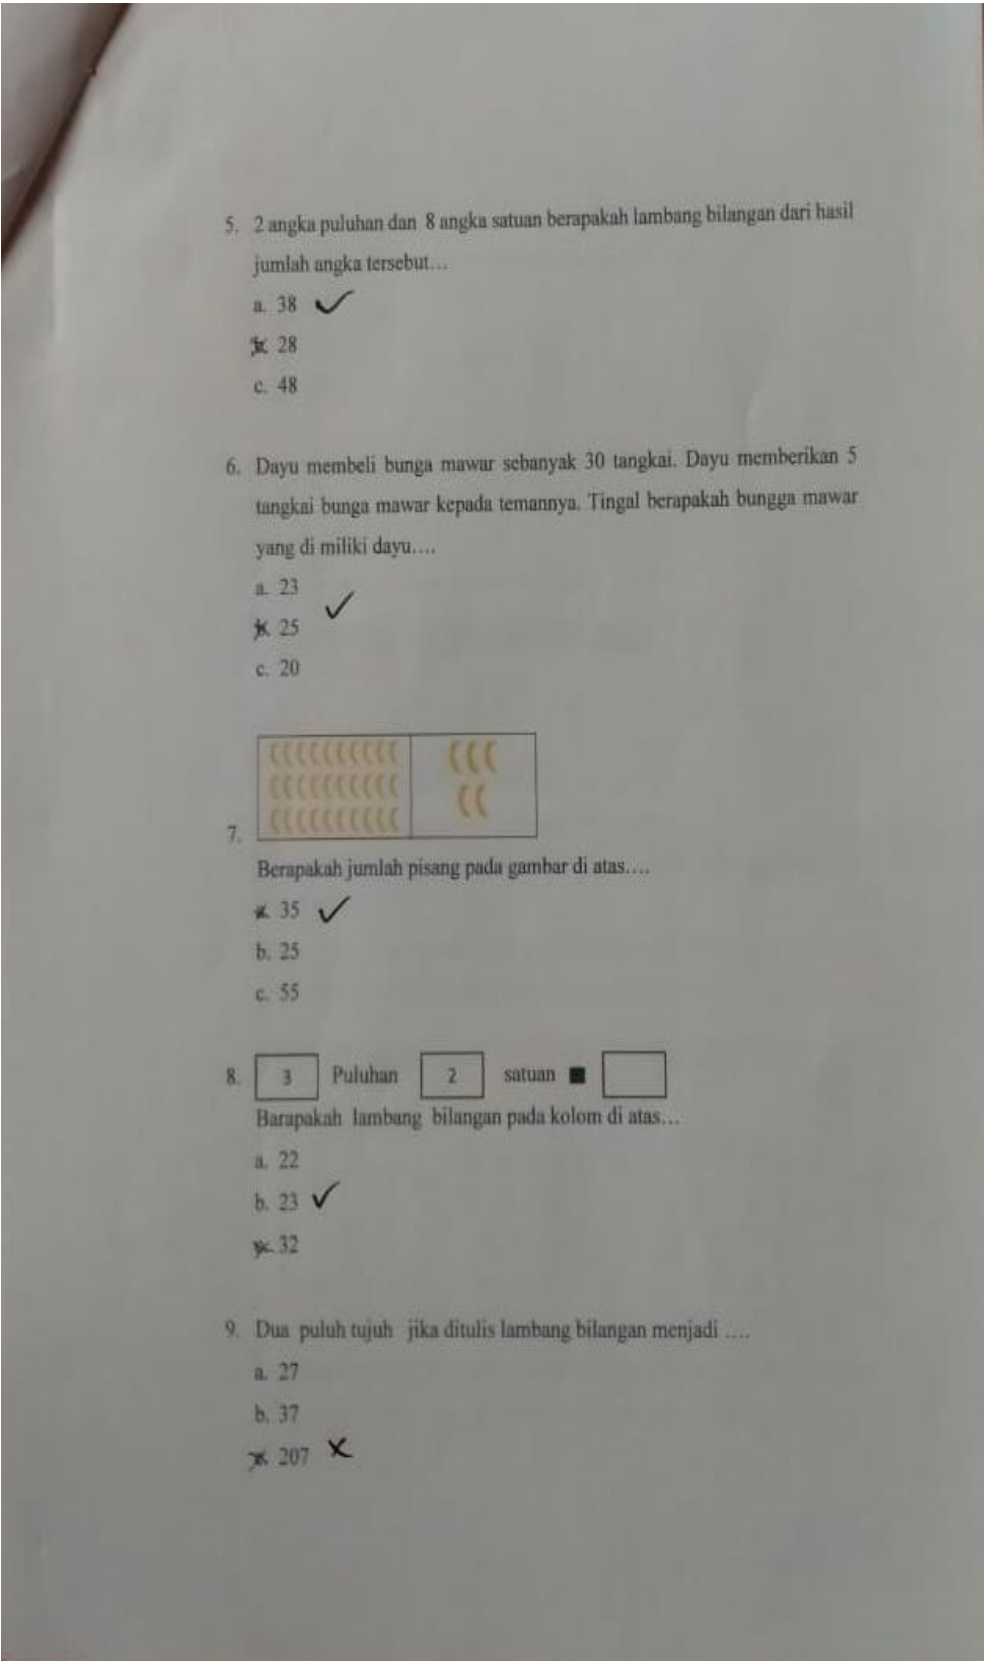 5. 2 angka puluhan dan 8 angka satuan berapakah lambang bilangan dari hasil
jumlah angka tersebut…
a. 38 ✓
b. 28
c. 48
6. Dayu membeli bunga mawar sebanyak 30 tangkai. Dayu memberikan 5
tangkai bunga mawar kepada temannya. Tingal berapakah bungga mawar
yang di miliki dayu….
a. 23
b. 25 ✓
c. 20
7.
Berapakah jumlah pisang pada gambar di atas….
a. 35 ✓
b. 25
c. 55
8. 3 Puluhan 2 satuan
Barapakah lambang bilangan pada kolom di atas…
a. 22
b. 23 ✓
c. 32
9. Dua puluh tujuh jika ditulis lambang bilangan menjadi ….
a. 27
b. 37
c. 207 ✗